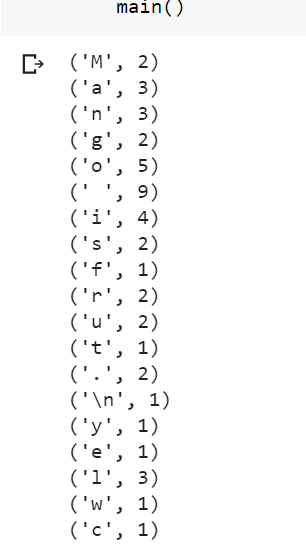 main()
('M', 2)
('a', 3)
('n', 3)
('g', 2)
('o', 5)
(' ', 9)
('i', 4)
('s', 2)
('f', 1)
('r', 2)
('u', 2)
('t', 1)
('.', 2)
('\n', 1)
('y', 1)
('e', 1)
('l', 3)
('w', 1)
('c', 1)